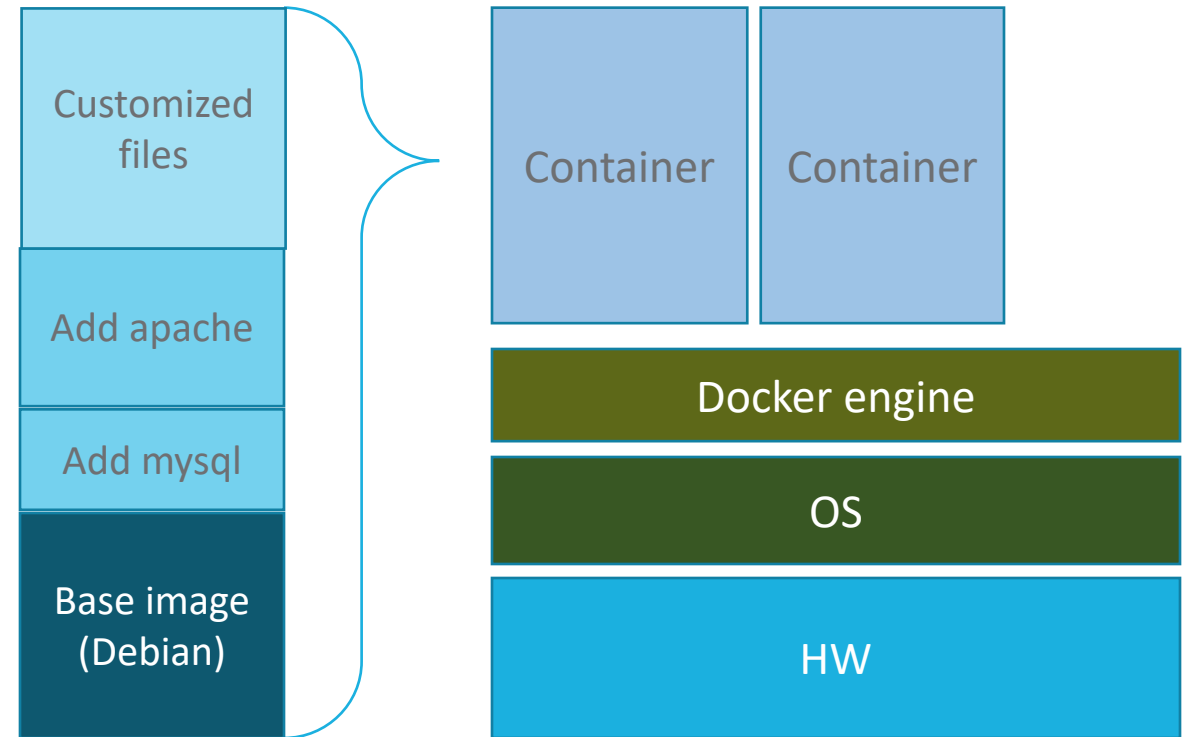 Customized
files
Add apache
Add mysql
Base image
(Debian)
Container
Container
Docker engine
OS
HW